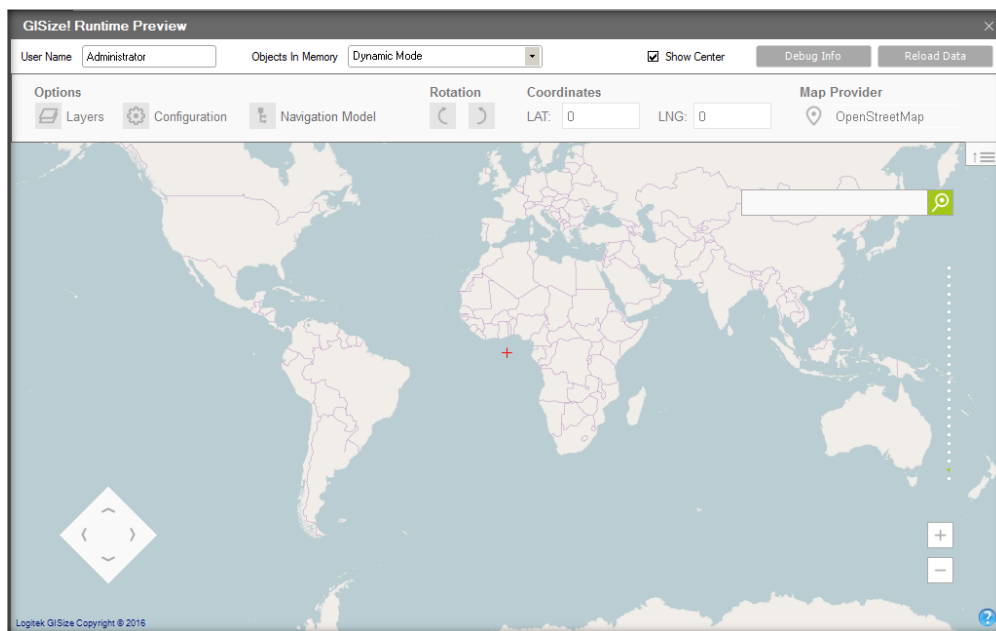 GISize! Runtime Preview
User Name Administrator Objects In Memory Dynamic Mode Show Center Debug Info Reload Data
Options Rotation Coordinates Map Provider
Layers Configuration Navigation Model LAT: 0 LNG: 0 OpenStreetMap
Logitek GISize Copyright © 2016